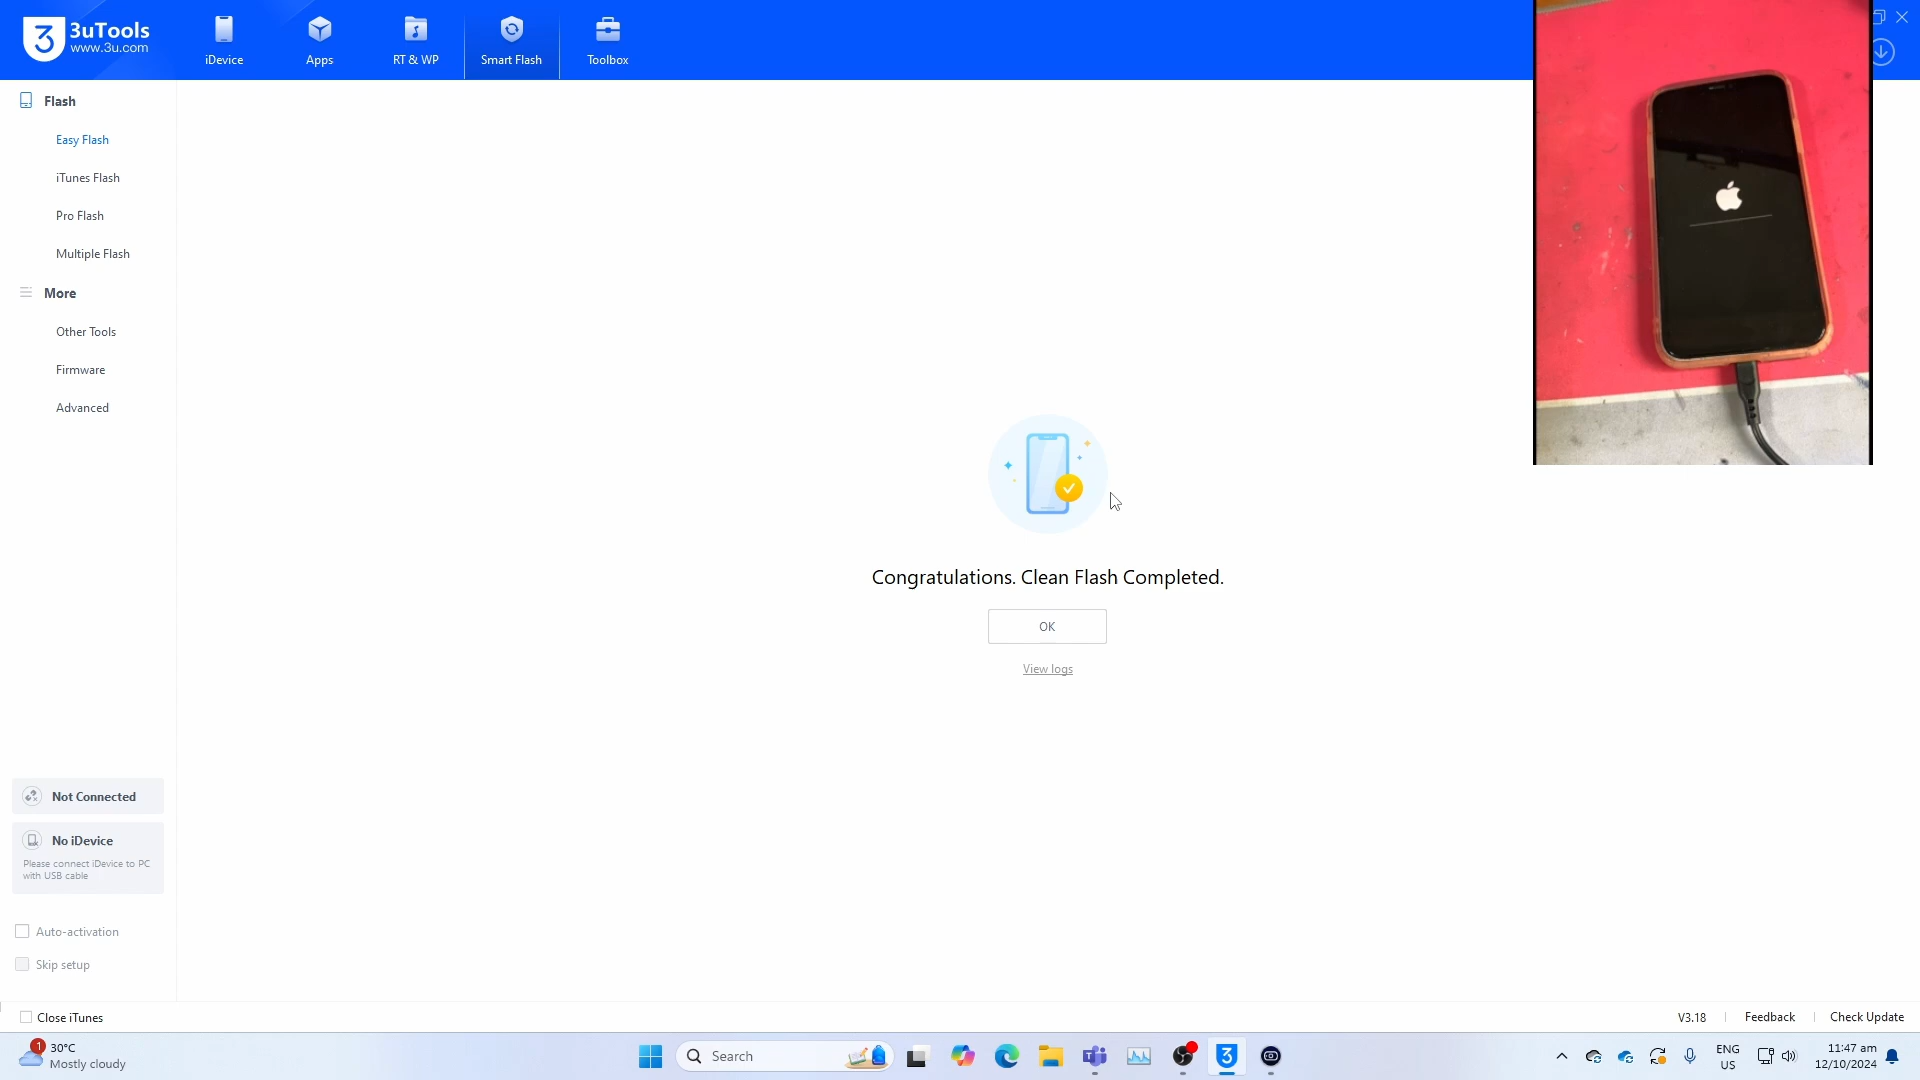 3uTools
www.3u.com
iDevice
Apps
RT & WP
Smart Flash
Toolbox
Flash
Easy Flash
iTunes Flash
Pro Flash
Multiple Flash
More
Other Tools
Firmware
Advanced
Congratulations. Clean Flash Completed.
OK
View logs
Not Connected
No iDevice
Please connect iDevice to PC
with USB cable
Auto-activation
Skip setup
Close iTunes
V3.18
Feedback
Check Update
1
30°C
Mostly cloudy
Search
ENG
US
11:47 am
12/10/2024